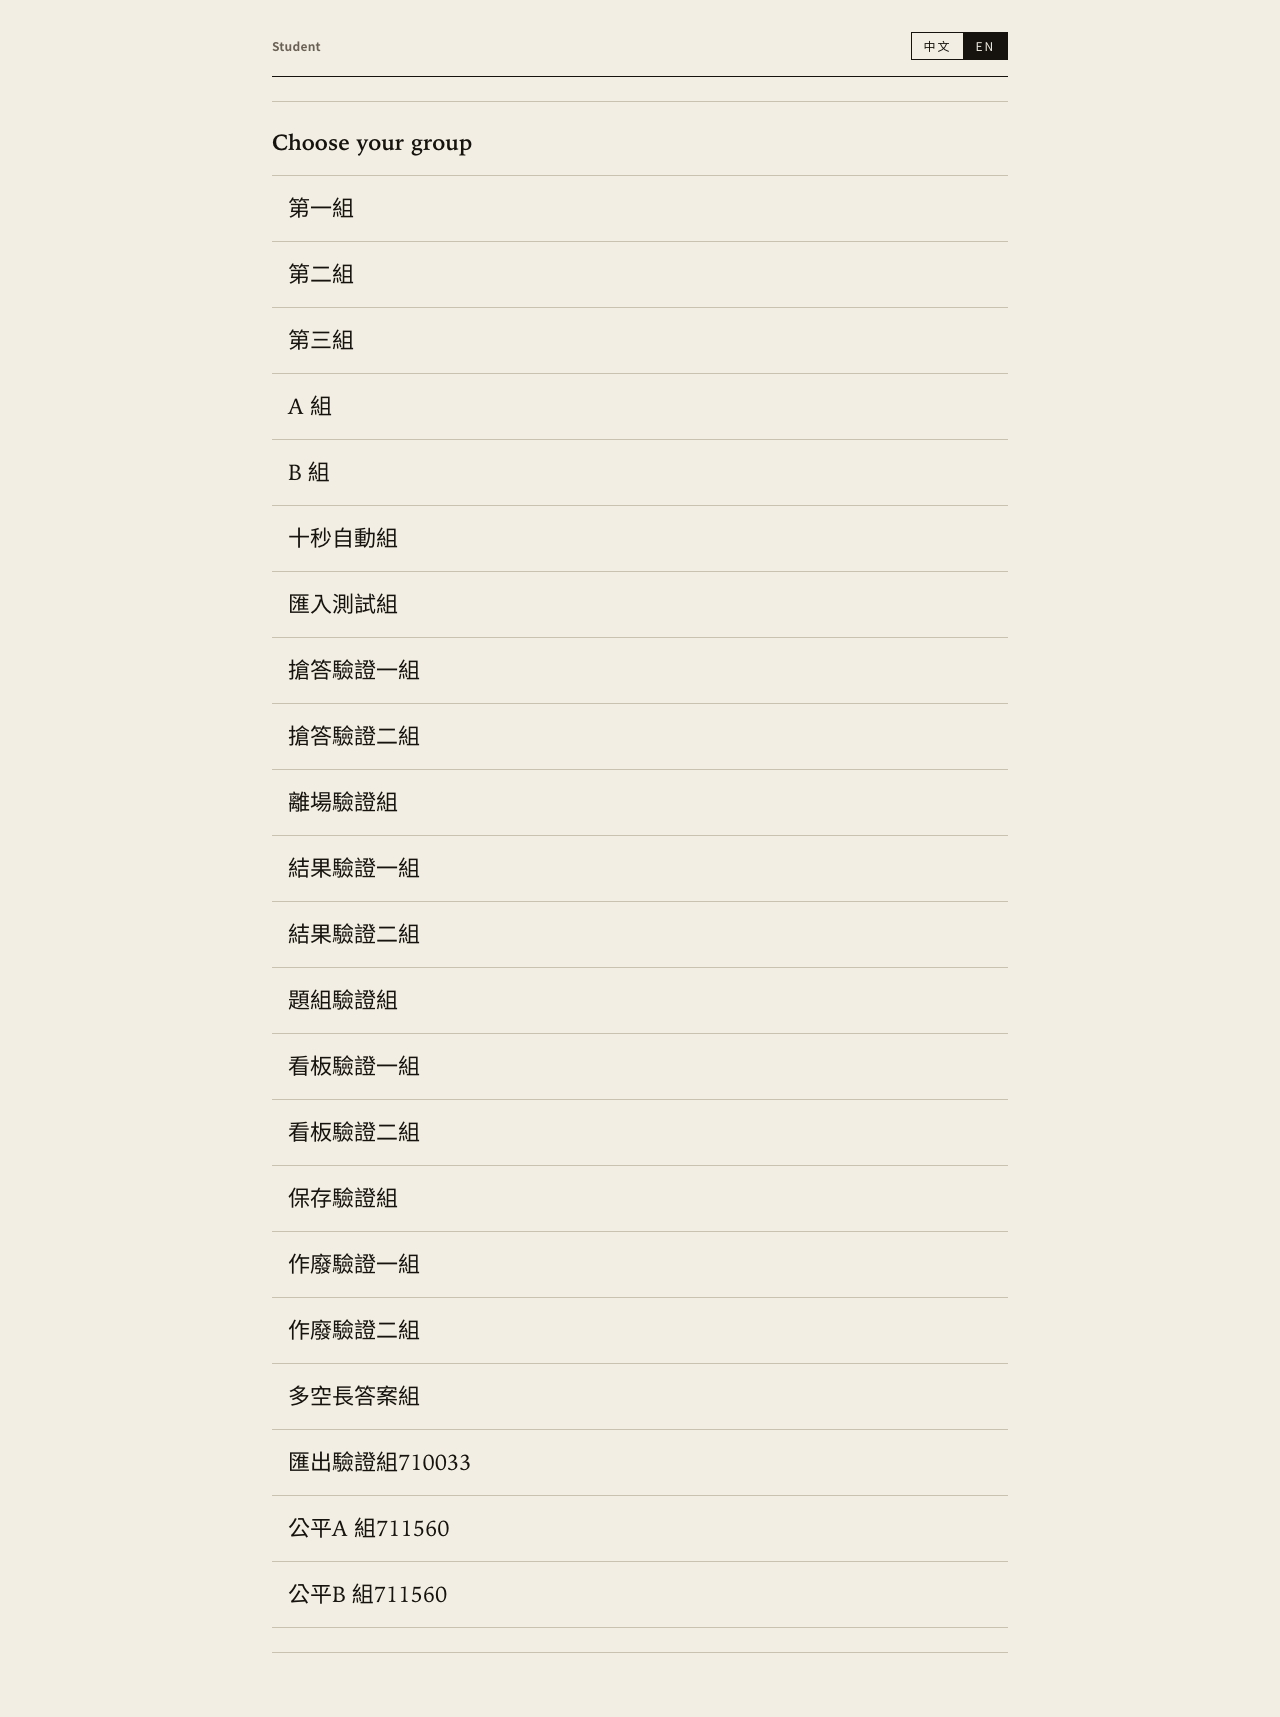 Student
中文 EN
Choose your group
第一組
第二組
第三組
A 組
B 組
十秒自動組
匯入測試組
搶答驗證一組
搶答驗證二組
離場驗證組
結果驗證一組
結果驗證二組
題組驗證組
看板驗證一組
看板驗證二組
保存驗證組
作廢驗證一組
作廢驗證二組
多空長答案組
匯出驗證組710033
公平A 組711560
公平B 組711560